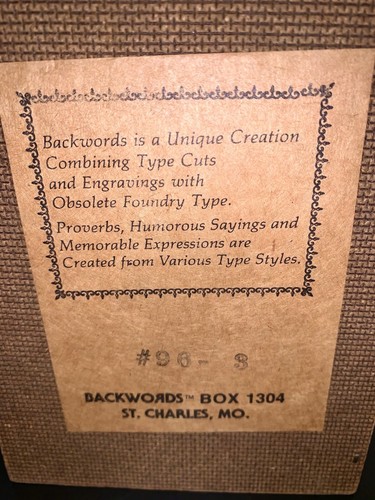 Backwords is a Unique Creation
Combining Type Cuts
and Engravings with
Obsolete Foundry Type.
Proverbs, Humorous Sayings and
Memorable Expressions are
Created from Various Type Styles.
#96- 3
BACKWORDS™ BOX 1304
ST. CHARLES, MO.